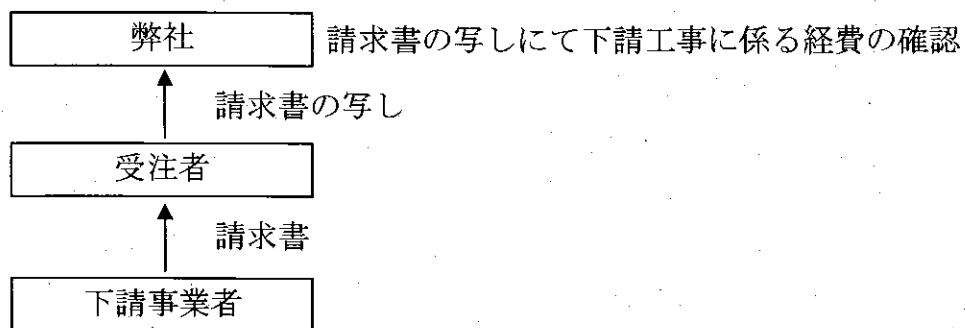 弊社
請求書の写しにて下請工事に係る経費の確認
請求書の写し
受注者
請求書
下請事業者